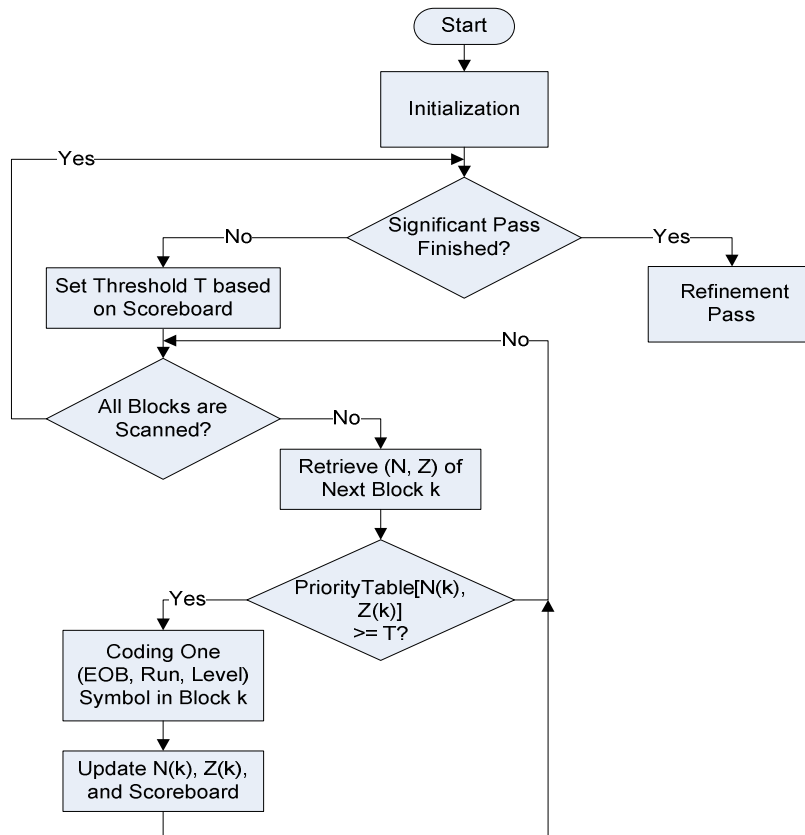 Start
Initialization
Yes
Significant Pass
Finished?
No
Yes
Set Threshold T based
on Scoreboard
Refinement
Pass
No
All Blocks are
Scanned?
No
Retrieve (N, Z) of
Next Block k
PriorityTable[N(k),
Z(k)]
>= T?
Yes
Coding One
(EOB, Run, Level)
Symbol in Block k
Update N(k), Z(k),
and Scoreboard